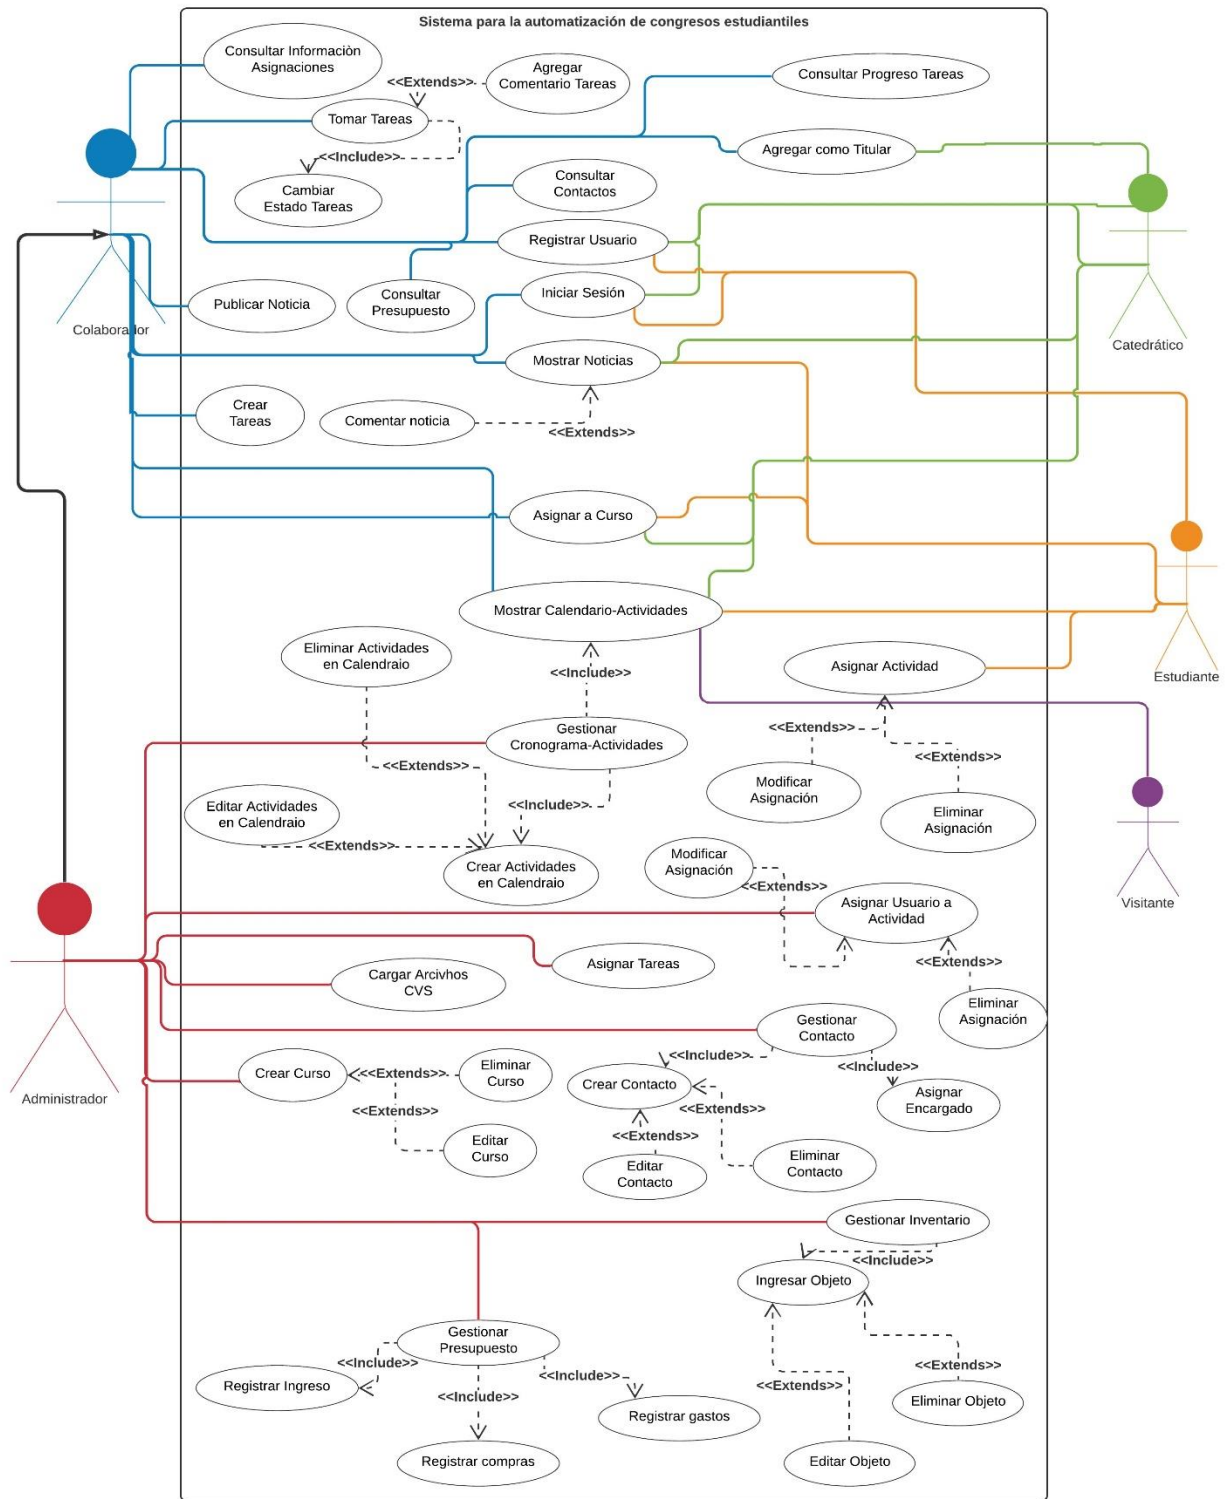 Sistema para la automatización de congresos estudiantiles
Consultar Informaciòn
Asignaciones
<<Extends>>
Agregar
Comentario Tareas
Consultar Progreso Tareas
Tomar Tareas
<<Include>>
Agregar como Titular
Cambiar
Estado Tareas
Consultar
Contactos
Registrar Usuario
Publicar Noticia
Consultar
Presupuesto
Iniciar Sesión
Colaborador
Catedrático
Mostrar Noticias
Crear
Tareas
Comentar noticia
<<Extends>>
Asignar a Curso
Mostrar Calendario-Actividades
Eliminar Actividades
en Calendraio
<<Include>>
Asignar Actividad
Estudiante
Gestionar
Cronograma-Actividades
<<Extends>>
<<Extends>>
<<Extends>>
Modificar
Asignación
Editar Actividades
en Calendraio
<<Include>>
Eliminar
Asignación
<<Extends>>
Crear Actividades
en Calendraio
Modificar
Asignación
<<Extends>>
Asignar Usuario a
Actividad
Visitante
Asignar Tareas
<<Extends>>
Cargar Arcivhos
CVS
Eliminar
Asignación
Gestionar
Contacto
<<Include>>
<<Include>>
Crear Curso
<<Extends>>
Eliminar
Curso
Crear Contacto
Asignar
Encargado
Administrador
<<Extends>>
<<Extends>>
<<Extends>>
Editar
Curso
Editar
Contacto
Eliminar
Contacto
Gestionar Inventario
<<Include>>
Ingresar Objeto
Gestionar
Presupuesto
<<Include>>
<<Include>>
<<Include>>
<<Extends>>
<<Extends>>
Registrar Ingreso
Registrar gastos
Eliminar Objeto
Registrar compras
Editar Objeto